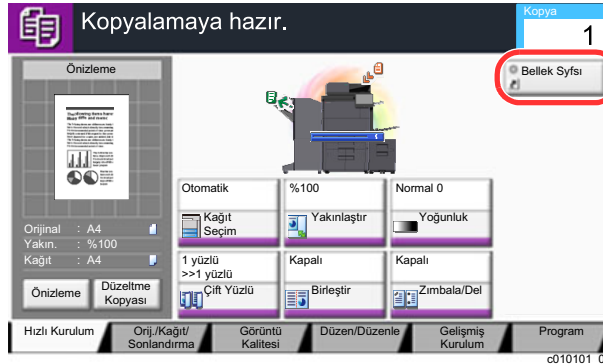 Kopyalamaya hazır.
Kopya
1
Önizleme
Bellek Syfsı
Orijinal : A4
Yakın. : %100
Kağıt : A4
Önizleme
Düzeltme
Kopyası
Otomatik
Kağıt
Seçim
%100
Yakınlaştır
Normal 0
Yoğunluk
1 yüzlü
>>1 yüzlü
Çift Yüzlü
Kapalı
Birleştir
Kapalı
Zımbala/Del
Hızlı Kurulum
Orij./Kağıt/
Sonlandırma
Görüntü
Kalitesi
Düzen/Düzenle
Gelişmiş
Kurulum
Program